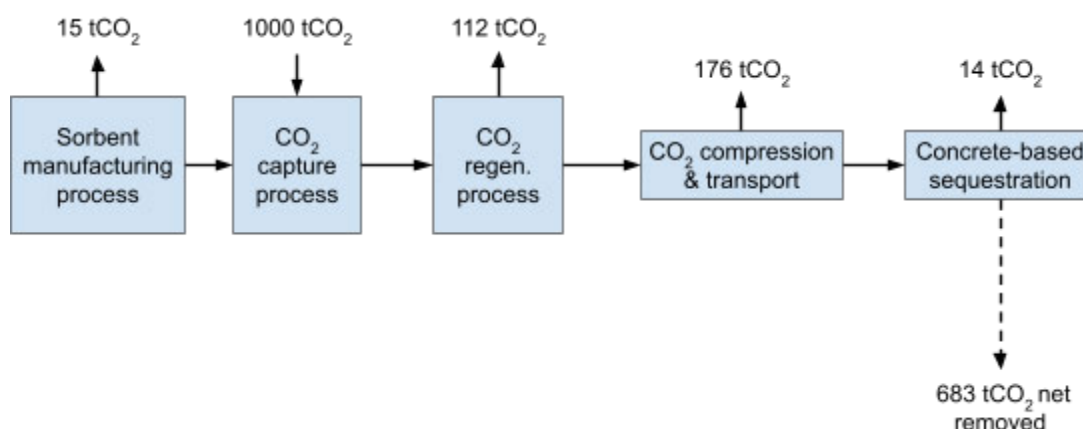 15 tCO₂
1000 tCO₂
112 tCO₂
176 tCO₂
14 tCO₂
Sorbent
manufacturing
process
CO₂
capture
process
CO₂
regen.
process
CO₂ compression
& transport
Concrete-based
sequestration
683 tCO₂ net
removed